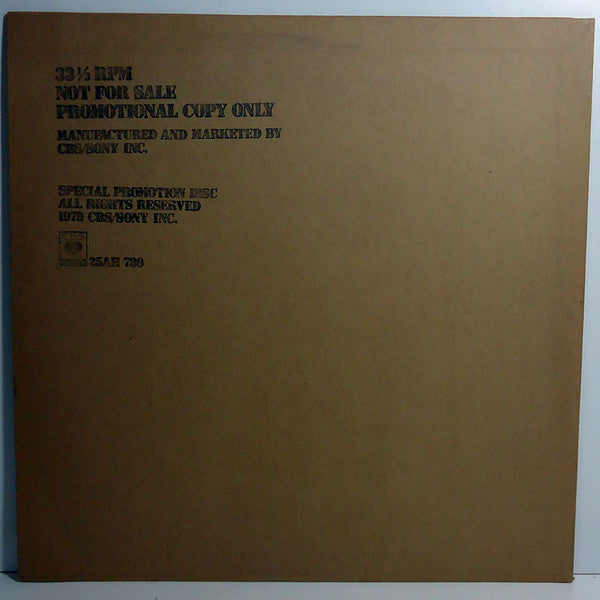 33⅓ RPM
NOT FOR SALE
PROMOTIONAL COPY ONLY
MANUFACTURED AND MARKETED BY
CBS/SONY INC.
SPECIAL PROMOTION DISC
ALL RIGHTS RESERVED
1979 CBS/SONY INC.
25AH 790